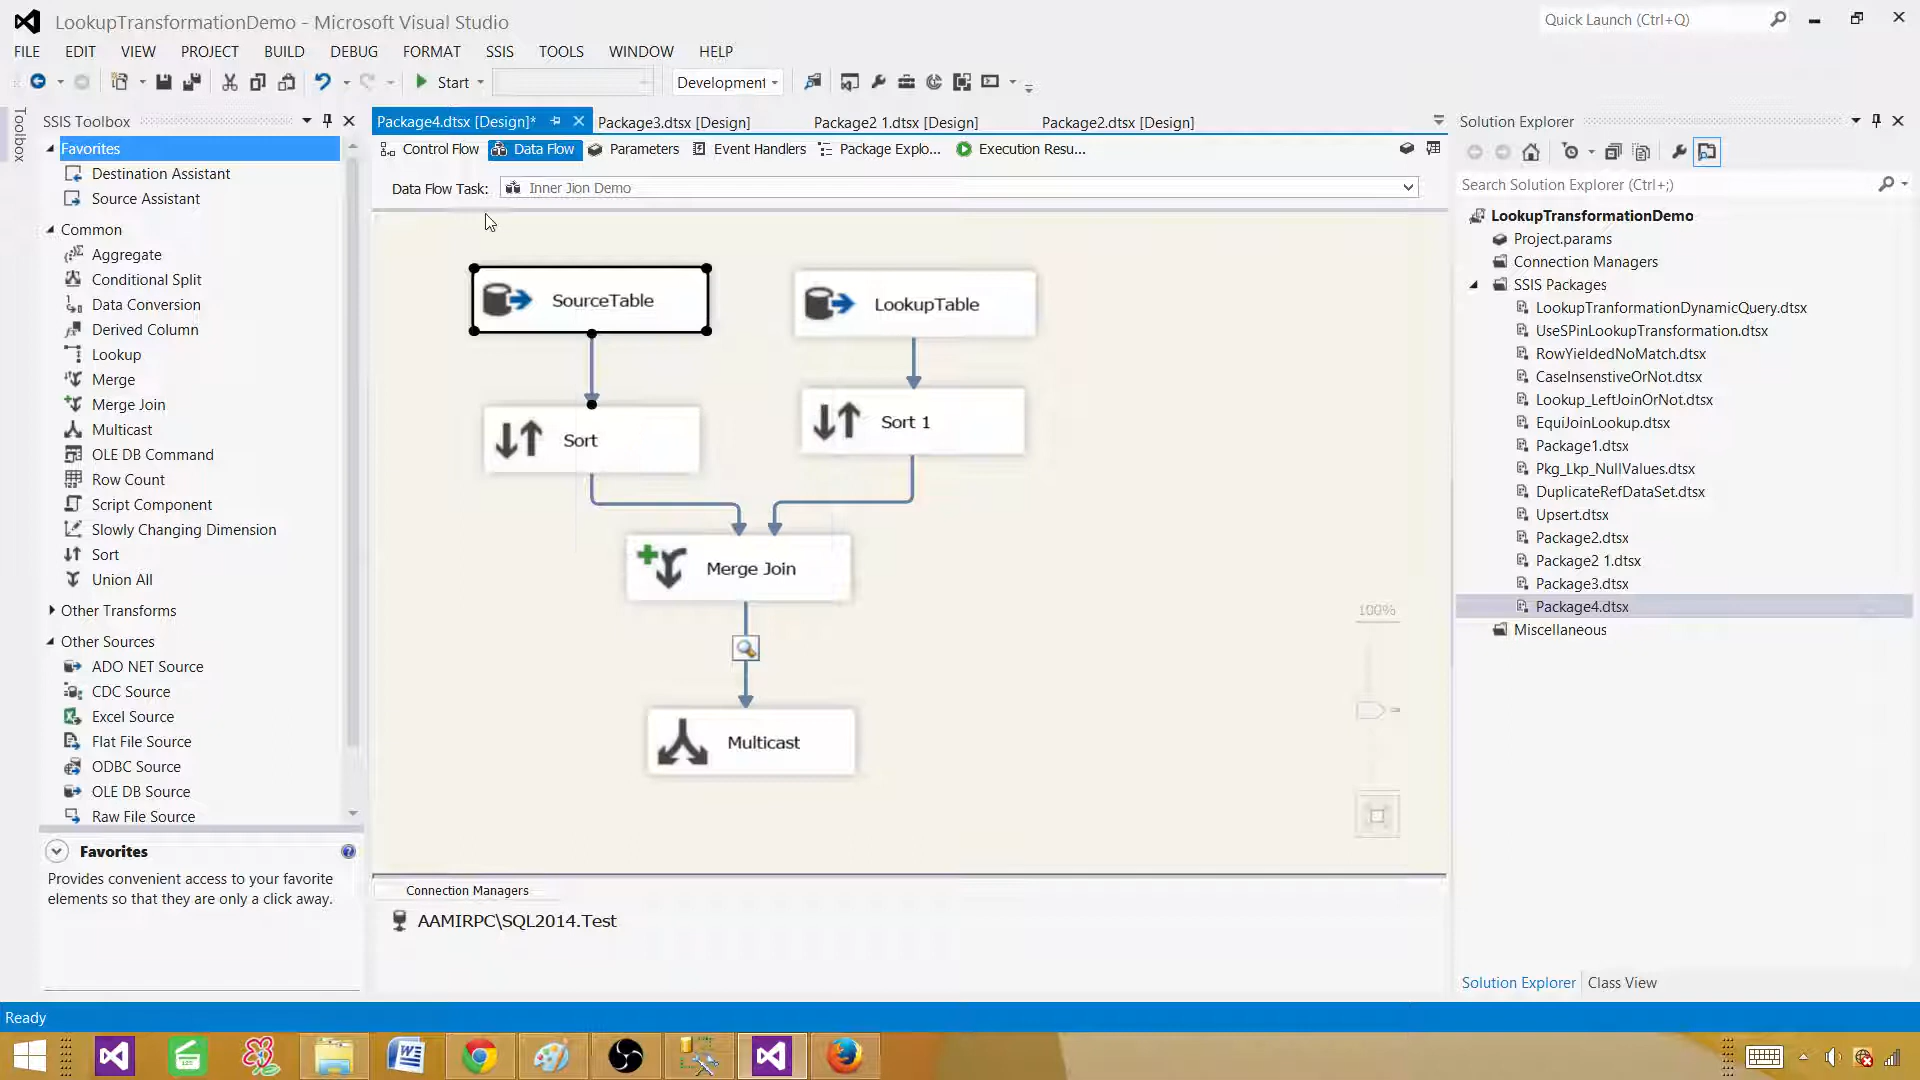 LookupTransformationDemo - Microsoft Visual Studio
Quick Launch (Ctrl+Q)
FILE EDIT VIEW PROJECT BUILD DEBUG FORMAT SSIS TOOLS WINDOW HELP
Start
Development
Toolbox
SSIS Toolbox
Favorites
Destination Assistant
Source Assistant
Common
Aggregate
Conditional Split
Data Conversion
Derived Column
Lookup
Merge
Merge Join
Multicast
OLE DB Command
Row Count
Script Component
Slowly Changing Dimension
Sort
Union All
Other Transforms
Other Sources
ADO NET Source
CDC Source
Excel Source
Flat File Source
ODBC Source
OLE DB Source
Raw File Source
Favorites
Provides convenient access to your favorite
elements so that they are only a click away.
Package4.dtsx [Design]* Package3.dtsx [Design] Package2 1.dtsx [Design] Package2.dtsx [Design]
Control Flow Data Flow Parameters Event Handlers Package Explo... Execution Resu...
Data Flow Task: Inner Jion Demo
SourceTable
LookupTable
Sort
Sort 1
Merge Join
Multicast
100%
Connection Managers
AAMIRPC\SQL2014.Test
Solution Explorer
Search Solution Explorer (Ctrl+;)
LookupTransformationDemo
Project.params
Connection Managers
SSIS Packages
LookupTranformationDynamicQuery.dtsx
UseSPinLookupTransformation.dtsx
RowYieldedNoMatch.dtsx
CaseInsenstiveOrNot.dtsx
Lookup_LeftJoinOrNot.dtsx
EquiJoinLookup.dtsx
Package1.dtsx
Pkg_Lkp_NullValues.dtsx
DuplicateRefDataSet.dtsx
Upsert.dtsx
Package2.dtsx
Package2 1.dtsx
Package3.dtsx
Package4.dtsx
Miscellaneous
Solution Explorer Class View
Ready